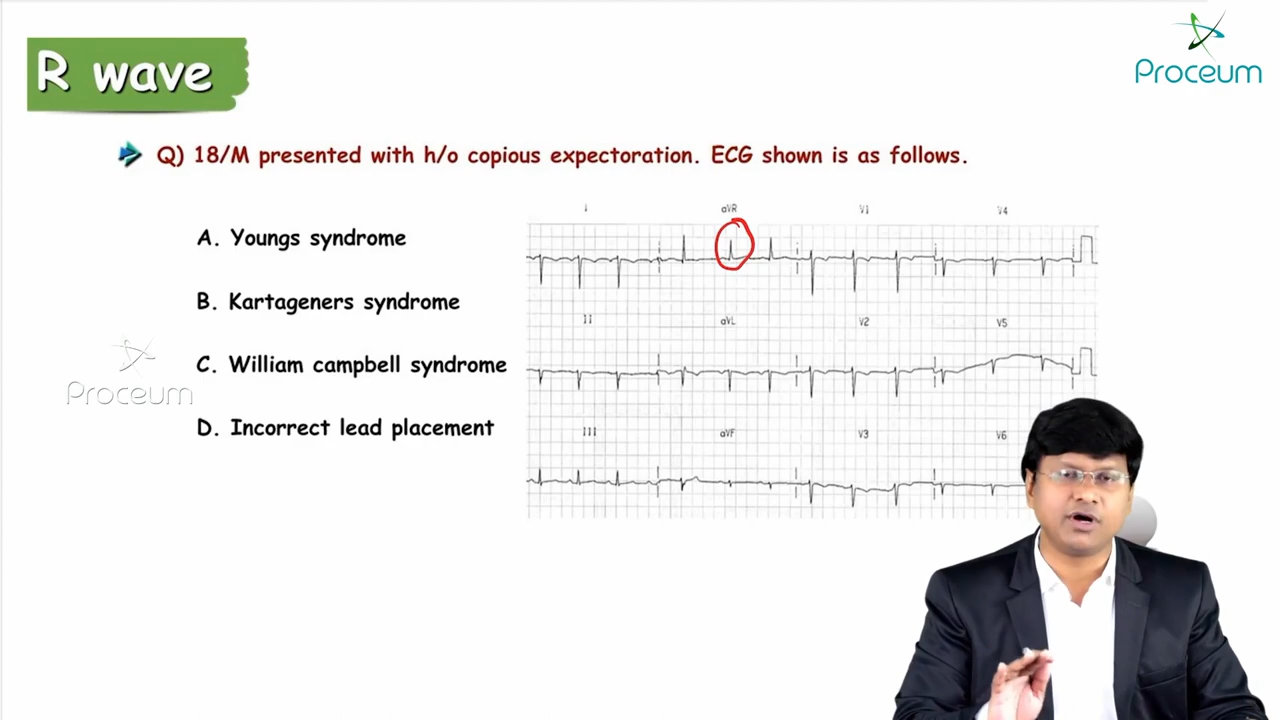 R wave
Proceum
Q) 18/M presented with h/o copious expectoration. ECG shown is as follows.
A. Youngs syndrome
B. Kartageners syndrome
C. William campbell syndrome
D. Incorrect lead placement
Proceum
I aVR V1 V4
II aVL V2 V5
III aVF V3 V6